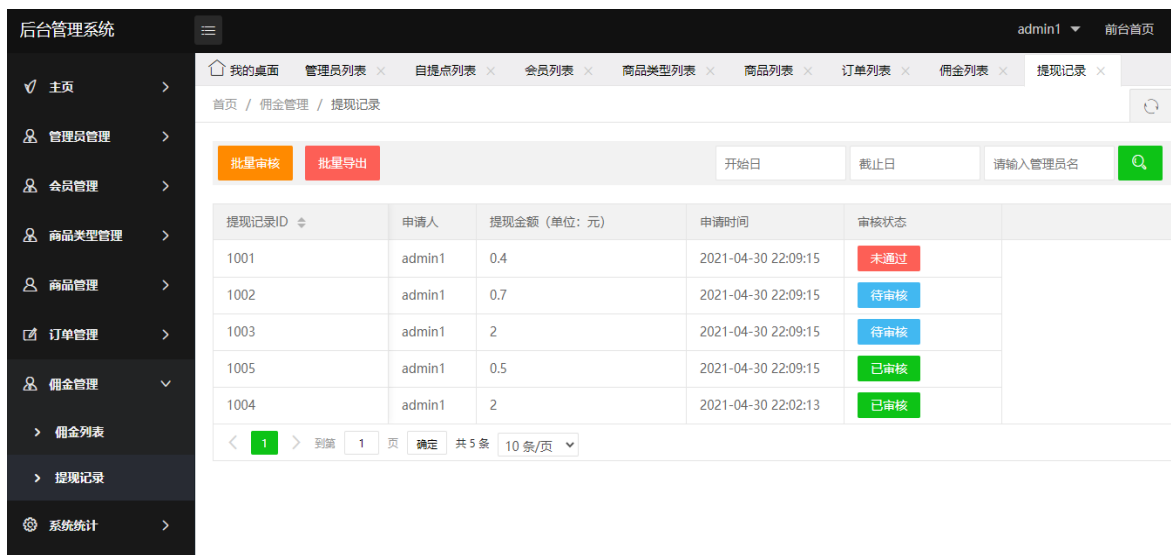 后台管理系统
admin1 前台首页
我的桌面 管理员列表 自提点列表 会员列表 商品类型列表 商品列表 订单列表 佣金列表 提现记录
首页 / 佣金管理 / 提现记录
主页
管理员管理
会员管理
商品类型管理
商品管理
订单管理
佣金管理
佣金列表
提现记录
系统统计
批量审核 批量导出 开始日 截止日 请输入管理员名
提现记录ID 申请人 提现金额（单位：元） 申请时间 审核状态
1001 admin1 0.4 2021-04-30 22:09:15 未通过
1002 admin1 0.7 2021-04-30 22:09:15 待审核
1003 admin1 2 2021-04-30 22:09:15 待审核
1005 admin1 0.5 2021-04-30 22:09:15 已审核
1004 admin1 2 2021-04-30 22:02:13 已审核
1 到第 1 页 确定 共 5 条 10 条/页